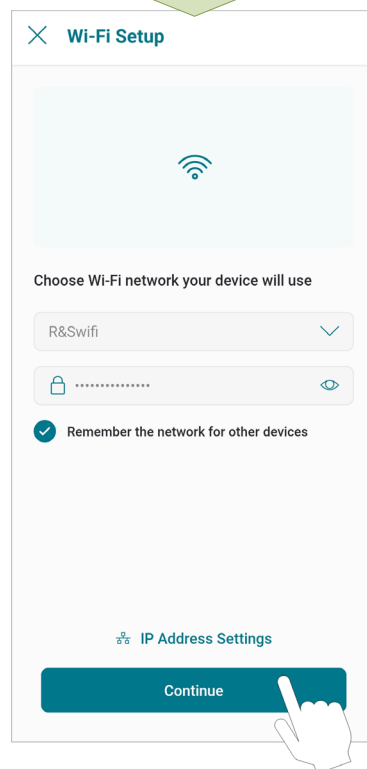 Wi-Fi Setup
Choose Wi-Fi network your device will use
R&Swifi
•••••••••••••••
Remember the network for other devices
IP Address Settings
Continue